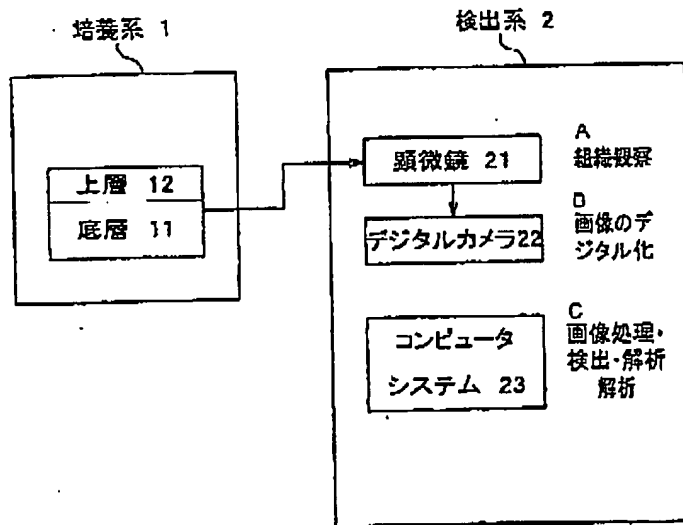 培養系 1
検出系 2
上層 12
底層 11
顕微鏡 21
A
組織観察
デジタルカメラ22
B
画像のデ
ジタル化
コンピュータ
システム 23
C
画像処理・
検出・解析
解析